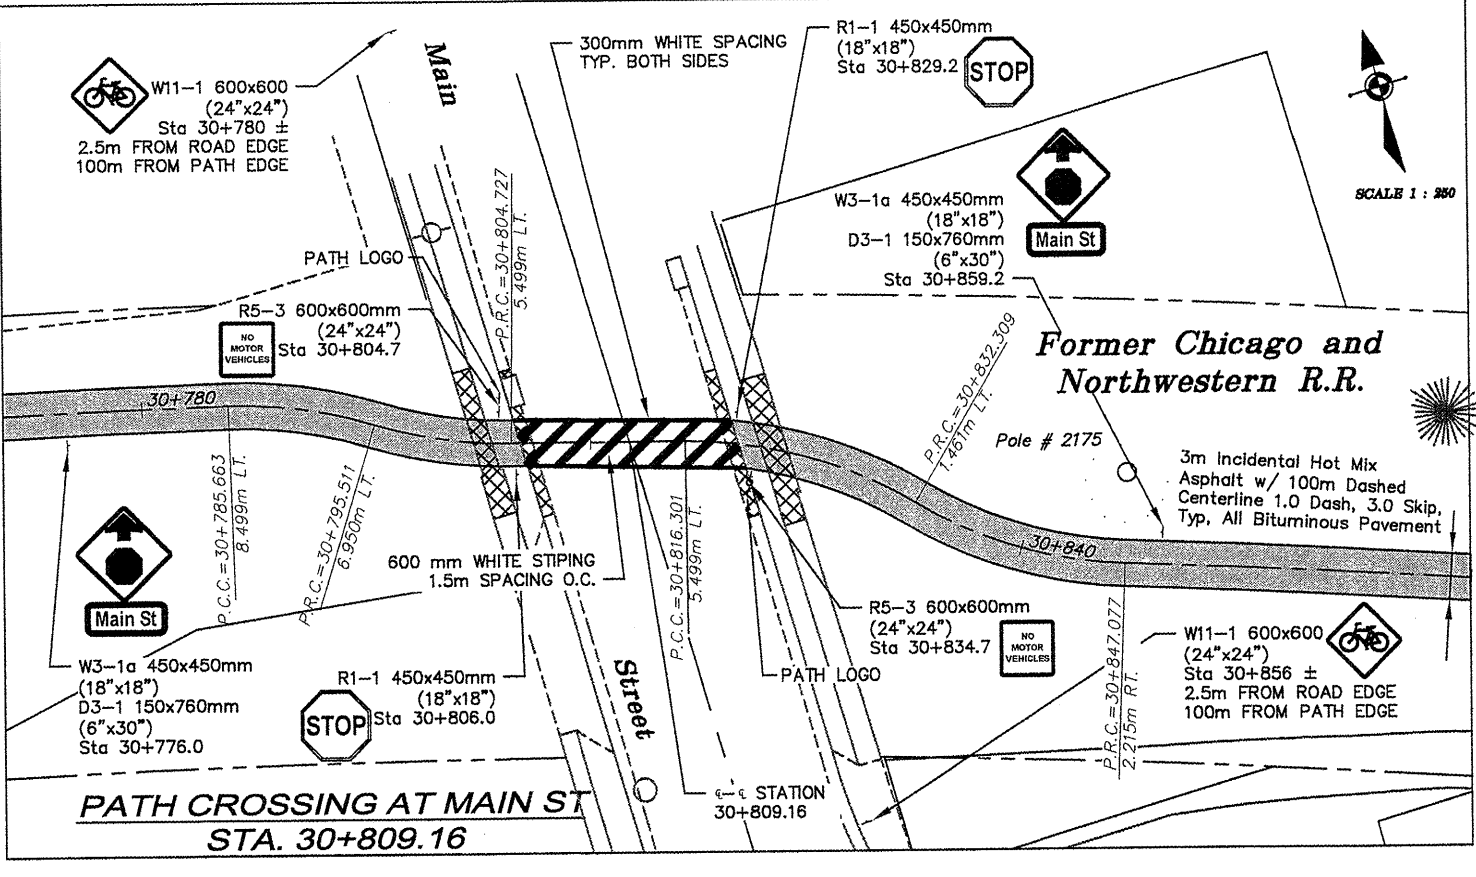 W11-1 600x600
(24"x24")
Sta 30+780 ±
2.5m FROM ROAD EDGE
100m FROM PATH EDGE
Main
300mm WHITE SPACING
TYP. BOTH SIDES
R1-1 450x450mm
(18"x18")
Sta 30+829.2
STOP
W3-1a 450x450mm
(18"x18")
D3-1 150x760mm
(6"x30")
Sta 30+859.2
Main St
SCALE 1 : 250
PATH LOGO
P.R.C.=30+804.727
5.499m LT.
R5-3 600x600mm
(24"x24")
Sta 30+804.7
NO
MOTOR
VEHICLES
Former Chicago and
Northwestern R.R.
P.R.C.=30+832.309
1.461m LT.
Pole # 2175
3m Incidental Hot Mix
Asphalt w/ 100m Dashed
Centerline 1.0 Dash, 3.0 Skip,
Typ, All Bituminous Pavement
30+780
30+840
P.C.C.=30+785.663
8.499m LT.
P.R.C.=30+795.511
6.950m LT.
600 mm WHITE STIPING
1.5m SPACING O.C.
P.C.C.=30+816.301
5.499m LT.
Main St
W3-1a 450x450mm
(18"x18")
D3-1 150x760mm
(6"x30")
Sta 30+776.0
R1-1 450x450mm
(18"x18")
Sta 30+806.0
STOP
Street
R5-3 600x600mm
(24"x24")
Sta 30+834.7
NO
MOTOR
VEHICLES
PATH LOGO
P.R.C.=30+847.077
2.215m RT.
W11-1 600x600
(24"x24")
Sta 30+856 ±
2.5m FROM ROAD EDGE
100m FROM PATH EDGE
℄-℄ STATION
30+809.16
PATH CROSSING AT MAIN ST
STA. 30+809.16